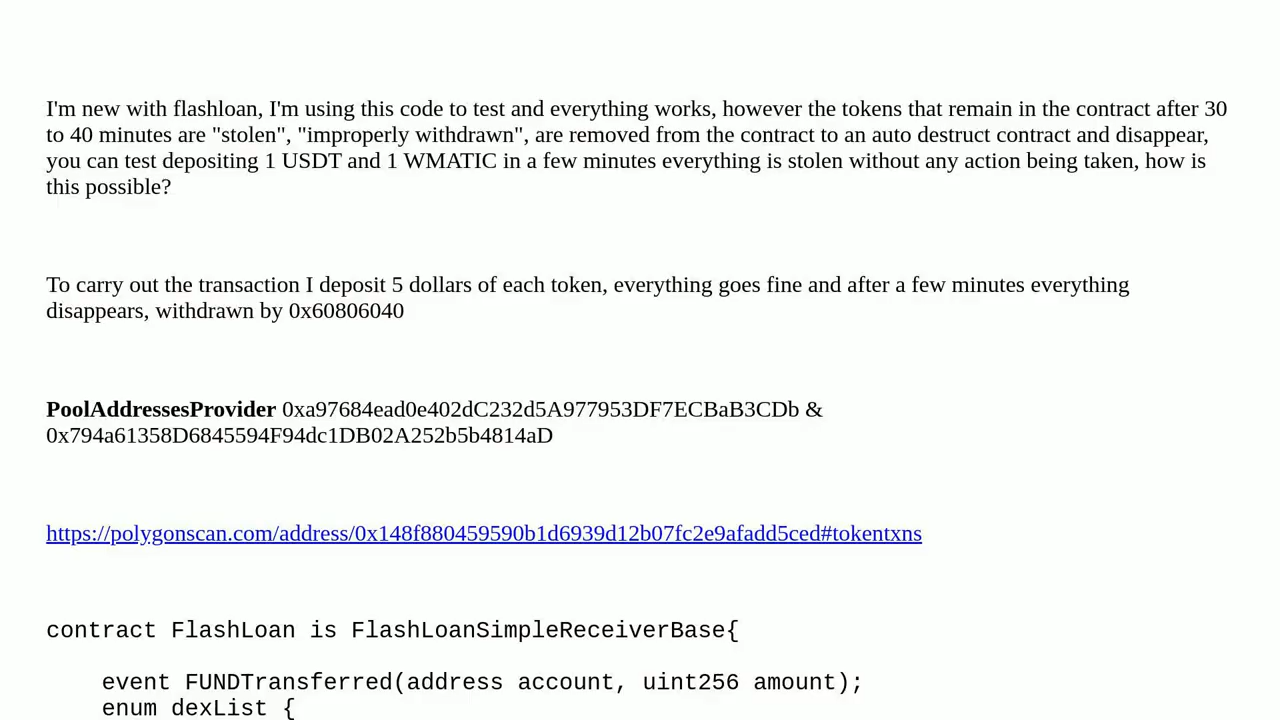 I'm new with flashloan, I'm using this code to test and everything works, however the tokens that remain in the contract after 30
to 40 minutes are "stolen", "improperly withdrawn", are removed from the contract to an auto destruct contract and disappear,
you can test depositing 1 USDT and 1 WMATIC in a few minutes everything is stolen without any action being taken, how is
this possible?
To carry out the transaction I deposit 5 dollars of each token, everything goes fine and after a few minutes everything
disappears, withdrawn by 0x60806040
PoolAddressesProvider 0xa97684ead0e402dC232d5A977953DF7ECBaB3CDb &
0x794a61358D6845594F94dc1DB02A252b5b4814aD
https://polygonscan.com/address/0x148f880459590b1d6939d12b07fc2e9afadd5ced#tokentxns
contract FlashLoan is FlashLoanSimpleReceiverBase{
    event FUNDTransferred(address account, uint256 amount);
    enum dexList {